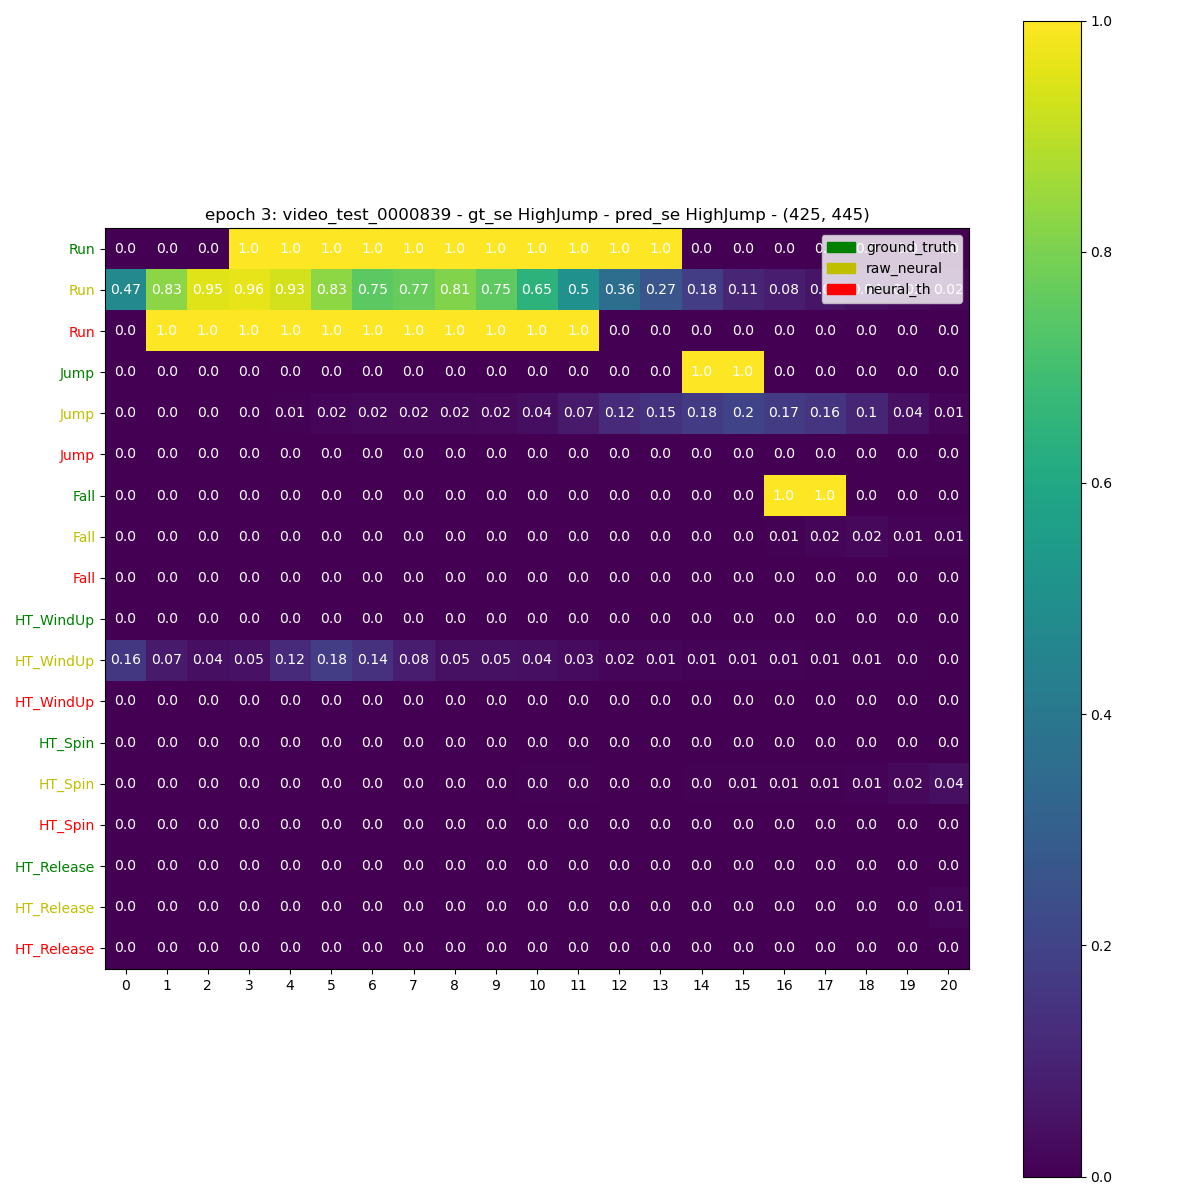 epoch 3: video_test_0000839 - gt_se HighJump - pred_se HighJump - (425, 445)
Run 0.0 0.0 0.0 1.0 1.0 1.0 1.0 1.0 1.0 1.0 1.0 1.0 1.0 1.0 0.0 0.0 0.0
Run 0.47 0.83 0.95 0.96 0.93 0.83 0.75 0.77 0.81 0.75 0.65 0.5 0.36 0.27 0.18 0.11 0.08 0.02
Run 0.0 1.0 1.0 1.0 1.0 1.0 1.0 1.0 1.0 1.0 1.0 1.0 0.0 0.0 0.0 0.0 0.0 0.0 0.0 0.0 0.0
Jump 0.0 0.0 0.0 0.0 0.0 0.0 0.0 0.0 0.0 0.0 0.0 0.0 0.0 0.0 1.0 1.0 0.0 0.0 0.0 0.0 0.0
Jump 0.0 0.0 0.0 0.0 0.01 0.02 0.02 0.02 0.02 0.02 0.04 0.07 0.12 0.15 0.18 0.2 0.17 0.16 0.1 0.04 0.01
Jump 0.0 0.0 0.0 0.0 0.0 0.0 0.0 0.0 0.0 0.0 0.0 0.0 0.0 0.0 0.0 0.0 0.0 0.0 0.0 0.0 0.0
Fall 0.0 0.0 0.0 0.0 0.0 0.0 0.0 0.0 0.0 0.0 0.0 0.0 0.0 0.0 0.0 0.0 1.0 1.0 0.0 0.0 0.0
Fall 0.0 0.0 0.0 0.0 0.0 0.0 0.0 0.0 0.0 0.0 0.0 0.0 0.0 0.0 0.0 0.0 0.01 0.02 0.02 0.01 0.01
Fall 0.0 0.0 0.0 0.0 0.0 0.0 0.0 0.0 0.0 0.0 0.0 0.0 0.0 0.0 0.0 0.0 0.0 0.0 0.0 0.0 0.0
HT_WindUp 0.0 0.0 0.0 0.0 0.0 0.0 0.0 0.0 0.0 0.0 0.0 0.0 0.0 0.0 0.0 0.0 0.0 0.0 0.0 0.0 0.0
HT_WindUp 0.16 0.07 0.04 0.05 0.12 0.18 0.14 0.08 0.05 0.05 0.04 0.03 0.02 0.01 0.01 0.01 0.01 0.01 0.01 0.0 0.0
HT_WindUp 0.0 0.0 0.0 0.0 0.0 0.0 0.0 0.0 0.0 0.0 0.0 0.0 0.0 0.0 0.0 0.0 0.0 0.0 0.0 0.0 0.0
HT_Spin 0.0 0.0 0.0 0.0 0.0 0.0 0.0 0.0 0.0 0.0 0.0 0.0 0.0 0.0 0.0 0.0 0.0 0.0 0.0 0.0 0.0
HT_Spin 0.0 0.0 0.0 0.0 0.0 0.0 0.0 0.0 0.0 0.0 0.0 0.0 0.0 0.0 0.0 0.01 0.01 0.01 0.01 0.02 0.04
HT_Spin 0.0 0.0 0.0 0.0 0.0 0.0 0.0 0.0 0.0 0.0 0.0 0.0 0.0 0.0 0.0 0.0 0.0 0.0 0.0 0.0 0.0
HT_Release 0.0 0.0 0.0 0.0 0.0 0.0 0.0 0.0 0.0 0.0 0.0 0.0 0.0 0.0 0.0 0.0 0.0 0.0 0.0 0.0 0.0
HT_Release 0.0 0.0 0.0 0.0 0.0 0.0 0.0 0.0 0.0 0.0 0.0 0.0 0.0 0.0 0.0 0.0 0.0 0.0 0.0 0.0 0.01
HT_Release 0.0 0.0 0.0 0.0 0.0 0.0 0.0 0.0 0.0 0.0 0.0 0.0 0.0 0.0 0.0 0.0 0.0 0.0 0.0 0.0 0.0
0 1 2 3 4 5 6 7 8 9 10 11 12 13 14 15 16 17 18 19 20
ground_truth
raw_neural
neural_th
1.0
0.8
0.6
0.4
0.2
0.0